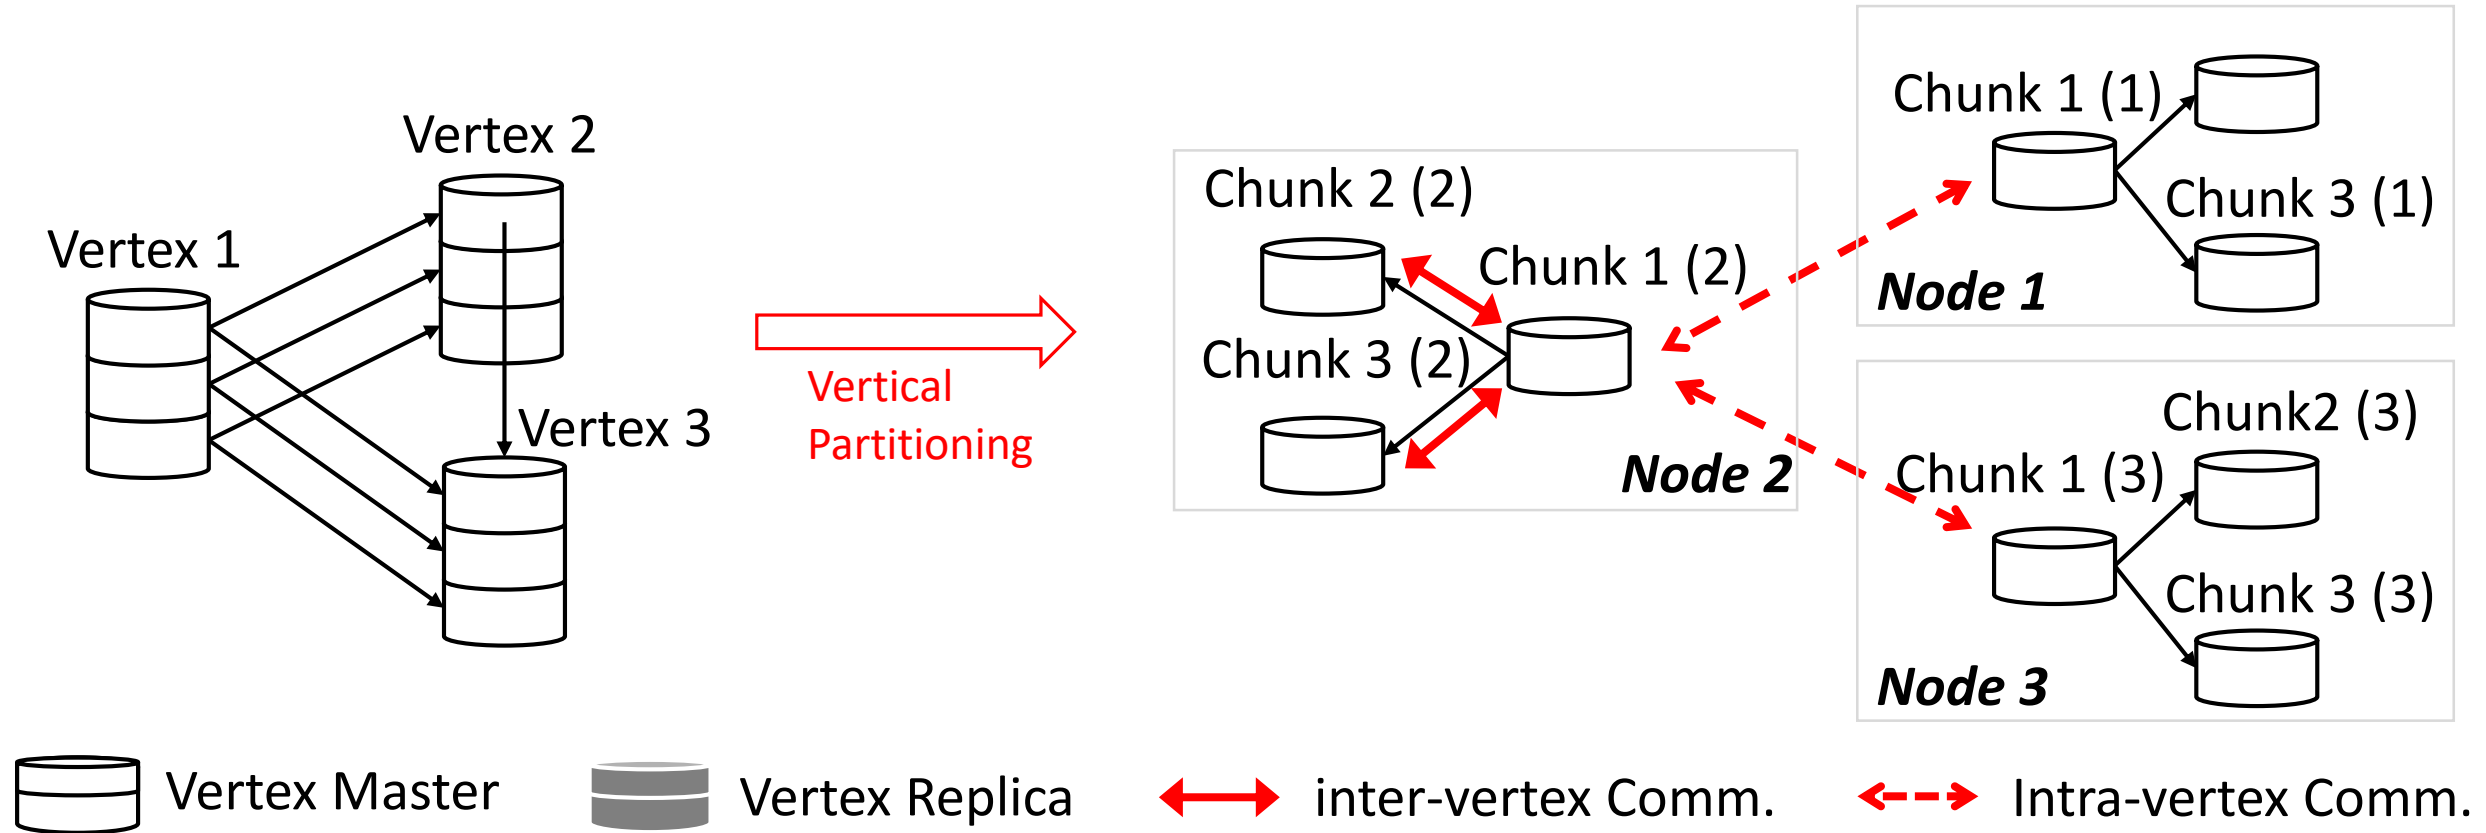 Vertex 1
Vertex 2
Vertex 3
Vertical
Partitioning
Chunk 2 (2)
Chunk 1 (2)
Chunk 3 (2)
Node 2
Chunk 1 (1)
Chunk 3 (1)
Node 1
Chunk2 (3)
Chunk 1 (3)
Chunk 3 (3)
Node 3
Vertex Master
Vertex Replica
inter-vertex Comm.
Intra-vertex Comm.